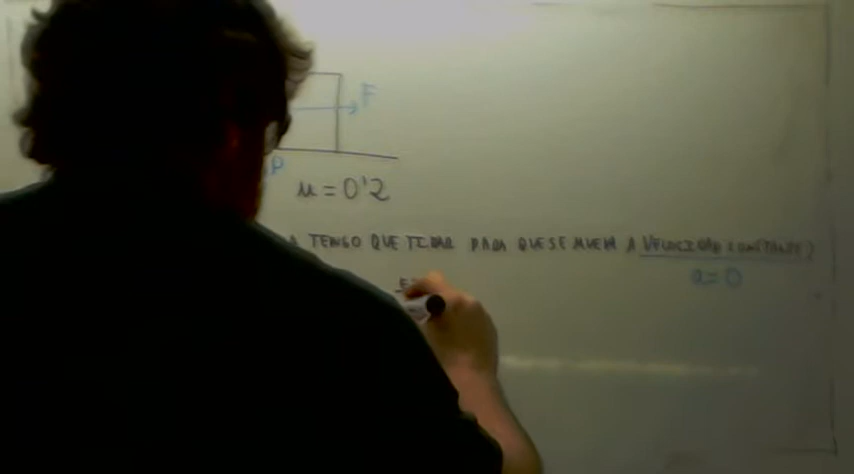 F
P
μ = 0'2
A TENGO QUE TIRAR PARA QUE SE MUEVA A VELOCIDAD CONSTANTE?
a = 0